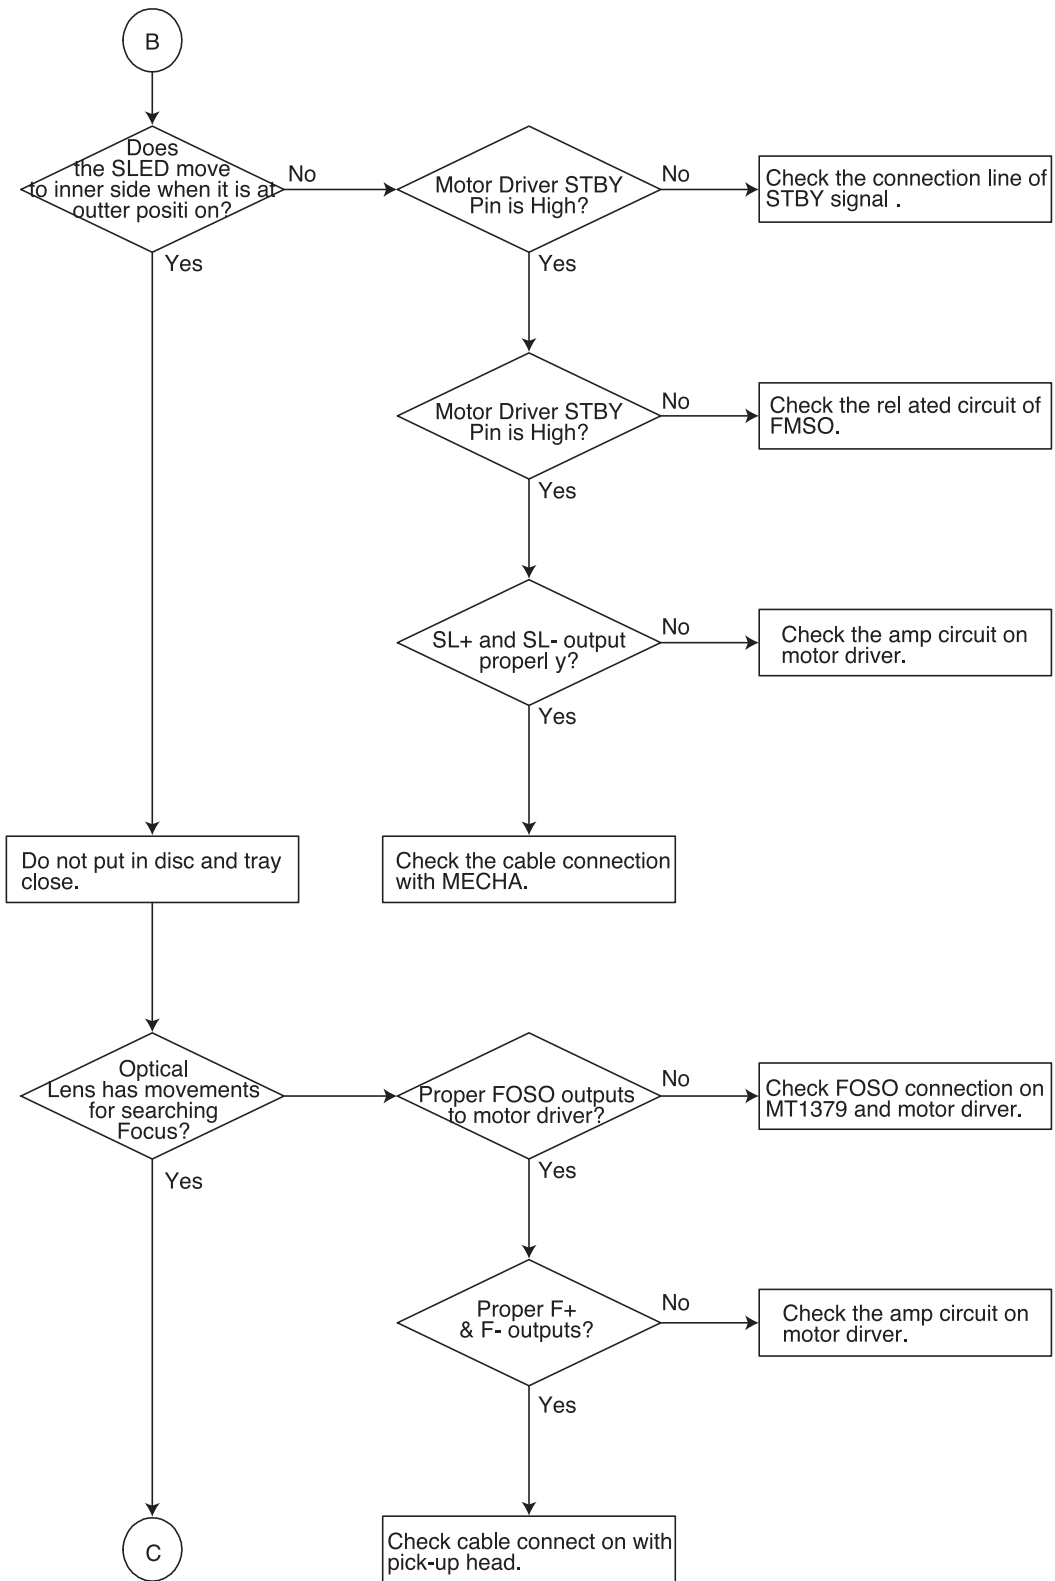 B
Does
the SLED move
to inner side when it is at
outter positi on?
No
Yes
Motor Driver STBY
Pin is High?
No
Yes
Check the connection line of
STBY signal .
Motor Driver STBY
Pin is High?
No
Yes
Check the rel ated circuit of
FMSO.
SL+ and SL- output
properl y?
No
Yes
Check the amp circuit on
motor driver.
Do not put in disc and tray
close.
Check the cable connection
with MECHA.
Optical
Lens has movements
for searching
Focus?
Yes
Proper FOSO outputs
to motor driver?
No
Yes
Check FOSO connection on
MT1379 and motor dirver.
Proper F+
& F- outputs?
No
Yes
Check the amp circuit on
motor dirver.
C
Check cable connect on with
pick-up head.